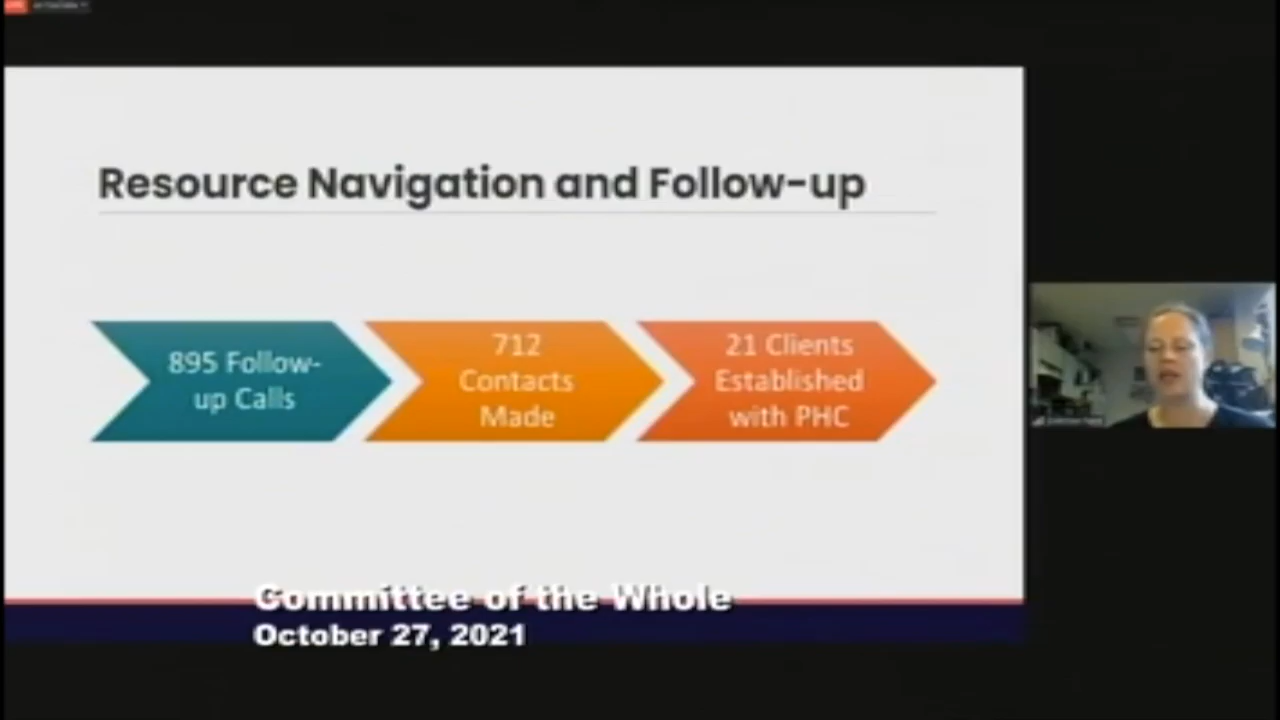 Resource Navigation and Follow-up
895 Follow-
up Calls
712
Contacts
Made
21 Clients
Established
with PHC
Committee of the Whole
October 27, 2021